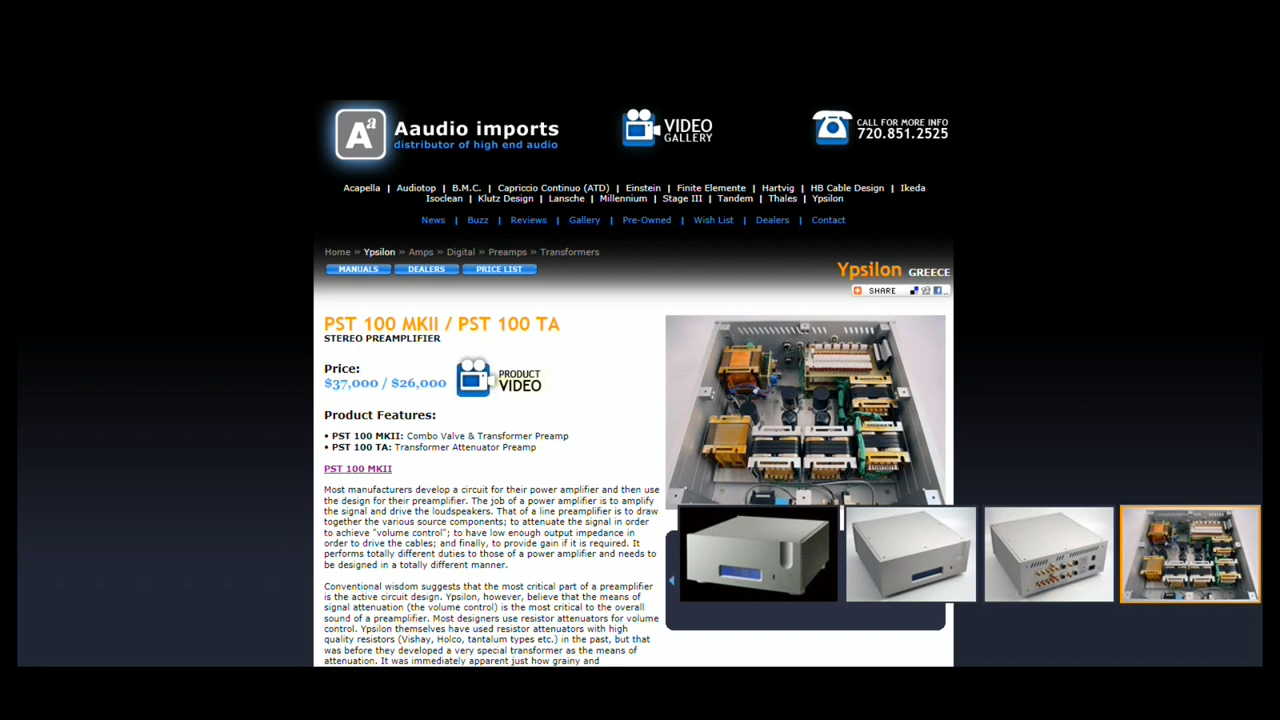 Aa
Aaudio imports
distributor of high end audio
VIDEO
GALLERY
CALL FOR MORE INFO
720.851.2525
Acapella | Audiotop | B.M.C. | Capriccio Continuo (ATD) | Einstein | Finite Elemente | Hartvig | HB Cable Design | Ikeda
Isoclean | Klutz Design | Lansche | Millennium | Stage III | Tandem | Thales | Ypsilon
News | Buzz | Reviews | Gallery | Pre-Owned | Wish List | Dealers | Contact
Home » Ypsilon » Amps » Digital » Preamps » Transformers
MANUALS DEALERS PRICE LIST
Ypsilon GREECE
SHARE
PST 100 MKII / PST 100 TA
STEREO PREAMPLIFIER
Price:
$37,000 / $26,000
PRODUCT
VIDEO
Product Features:
• PST 100 MKII: Combo Valve & Transformer Preamp
• PST 100 TA: Transformer Attenuator Preamp
PST 100 MKII
Most manufacturers develop a circuit for their power amplifier and then use
the design for their preamplifier. The job of a power amplifier is to amplify
the signal and drive the loudspeakers. That of a line preamplifier is to draw
together the various source components; to attenuate the signal in order
to achieve "volume control"; to have low enough output impedance in
order to drive the cables; and finally, to provide gain if it is required. It
performs totally different duties to those of a power amplifier and needs to
be designed in a totally different manner.
Conventional wisdom suggests that the most critical part of a preamplifier
is the active circuit design. Ypsilon, however, believe that the means of
signal attenuation (the volume control) is the most critical to the overall
sound of a preamplifier. Most designers use resistor attenuators for volume
control. Ypsilon themselves have used resistor attenuators with high
quality resistors (Vishay, Holco, tantalum types etc.) in the past, but that
was before they developed a very special transformer as the means of
attenuation. It was immediately apparent just how grainy and